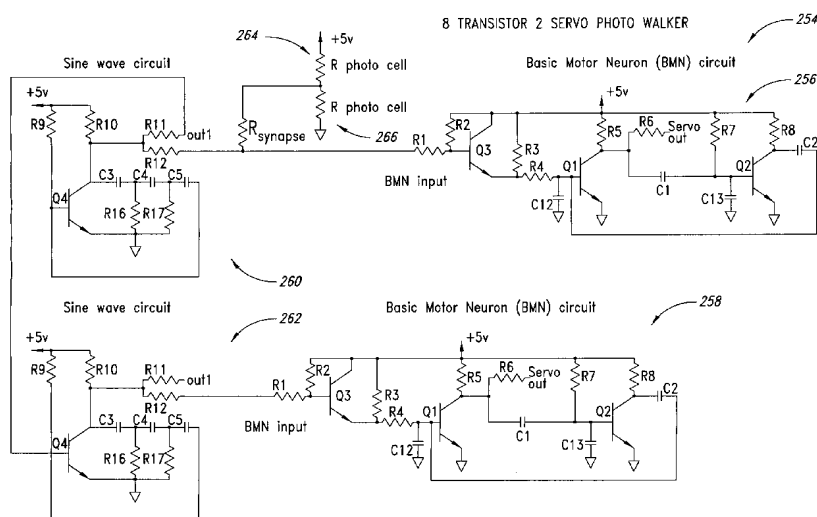 8 TRANSISTOR 2 SERVO PHOTO WALKER
254
264
+5v
R photo cell
R photo cell
266
Sine wave circuit
Basic Motor Neuron (BMN) circuit
256
+5v
R9
R10
R11
out1
R12
Rsynapse
R1
BMN input
R2
Q3
R3
R4
C12
+5v
R5
Q1
R6
Servo out
C1
R7
C13
Q2
R8
C2
Q4
C3
C4
C5
R16
R17
260
Sine wave circuit
262
Basic Motor Neuron (BMN) circuit
258
+5v
R9
R10
R11
out1
R12
R1
BMN input
R2
Q3
R3
R4
C12
+5v
R5
Q1
R6
Servo out
C1
R7
C13
Q2
R8
C2
Q4
C3
C4
C5
R16
R17